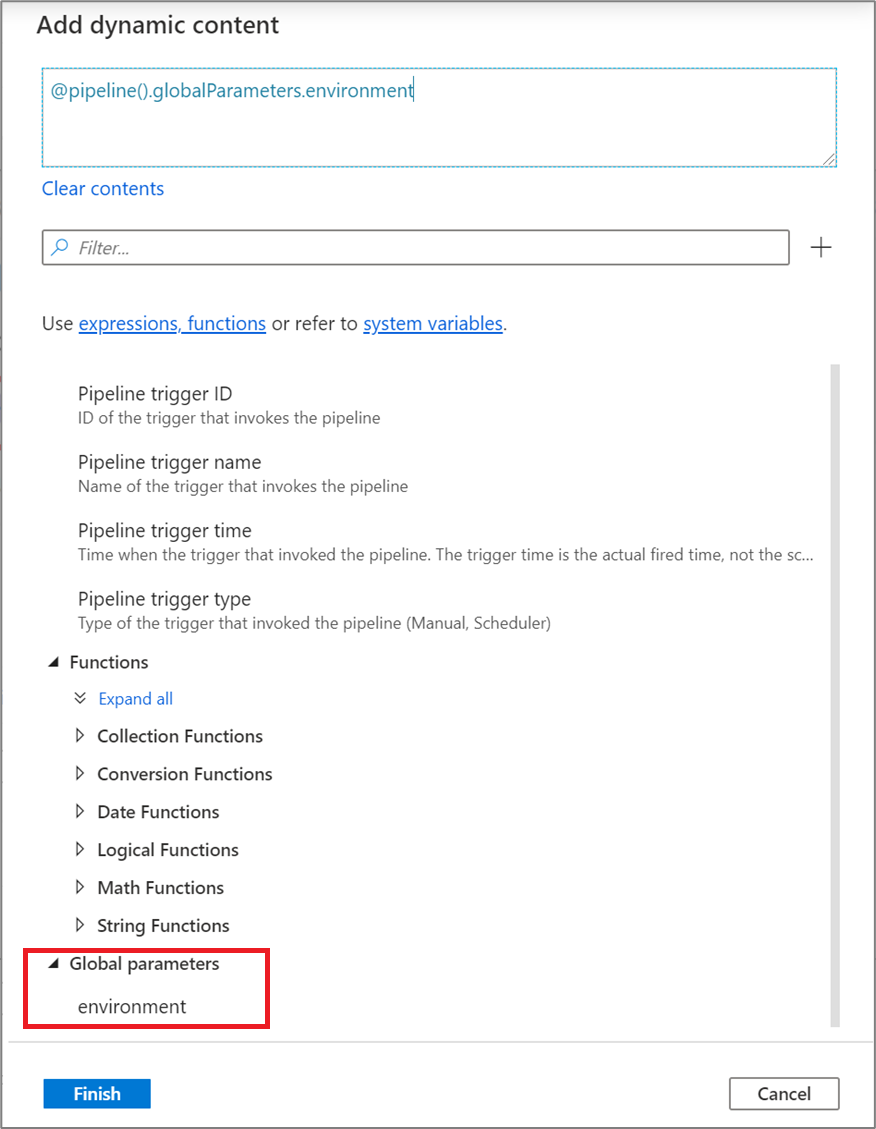 Add dynamic content
@pipeline().globalParameters.environment
Clear contents
Filter...
Use expressions, functions or refer to system variables.
Pipeline trigger ID
ID of the trigger that invokes the pipeline
Pipeline trigger name
Name of the trigger that invokes the pipeline
Pipeline trigger time
Time when the trigger that invoked the pipeline. The trigger time is the actual fired time, not the sc...
Pipeline trigger type
Type of the trigger that invoked the pipeline (Manual, Scheduler)
Functions
Expand all
Collection Functions
Conversion Functions
Date Functions
Logical Functions
Math Functions
String Functions
Global parameters
environment
Finish
Cancel